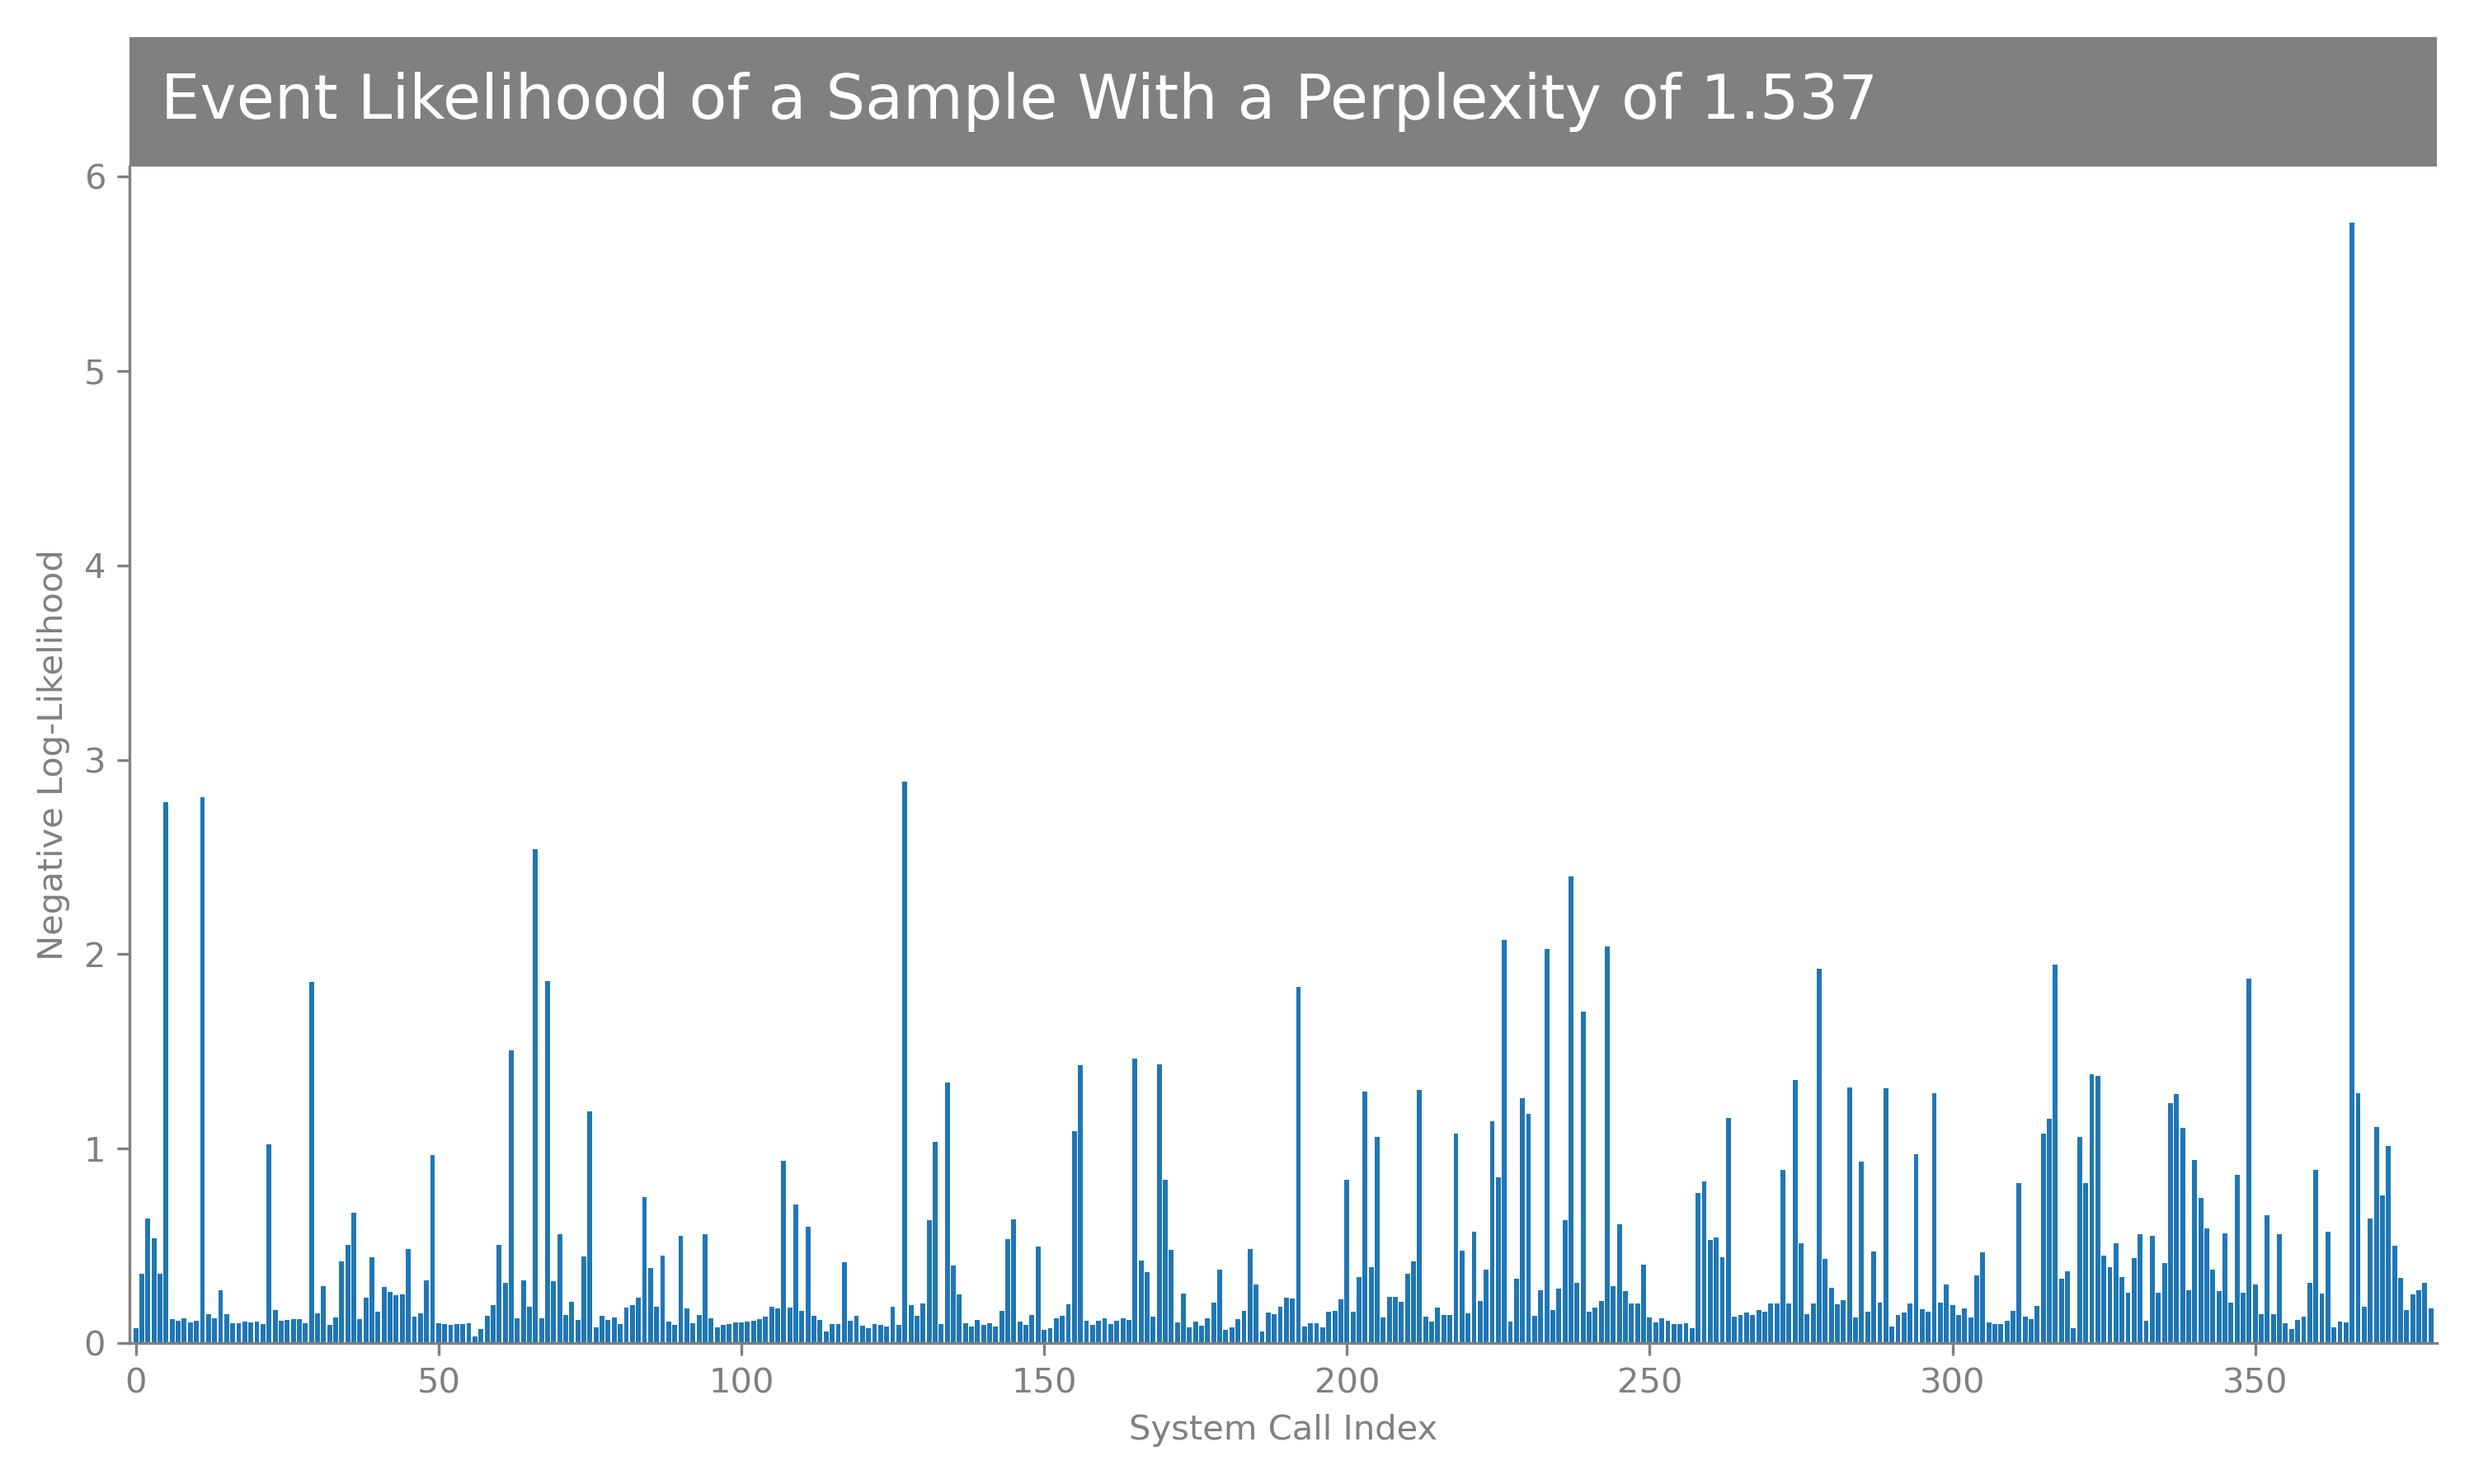 Event Likelihood of a Sample With a Perplexity of 1.537
6
5
4
3
2
1
0
Negative Log-Likelihood
0 50 100 150 200 250 300 350
System Call Index